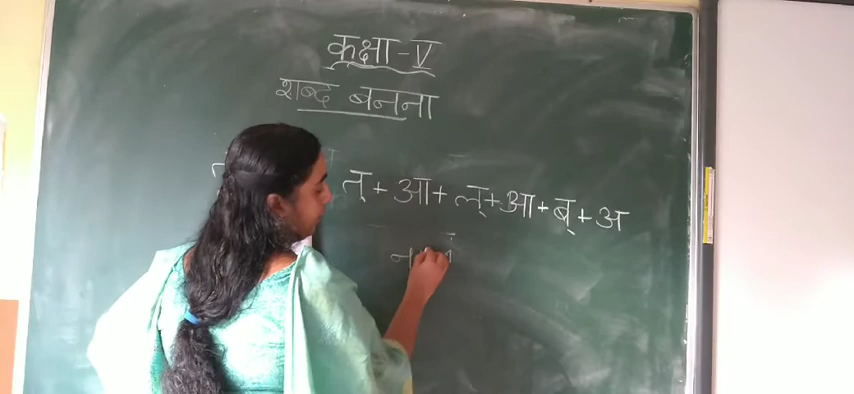 कक्षा - V
शब्द बनना
त् + आ + ल् + आ + ब् + अ